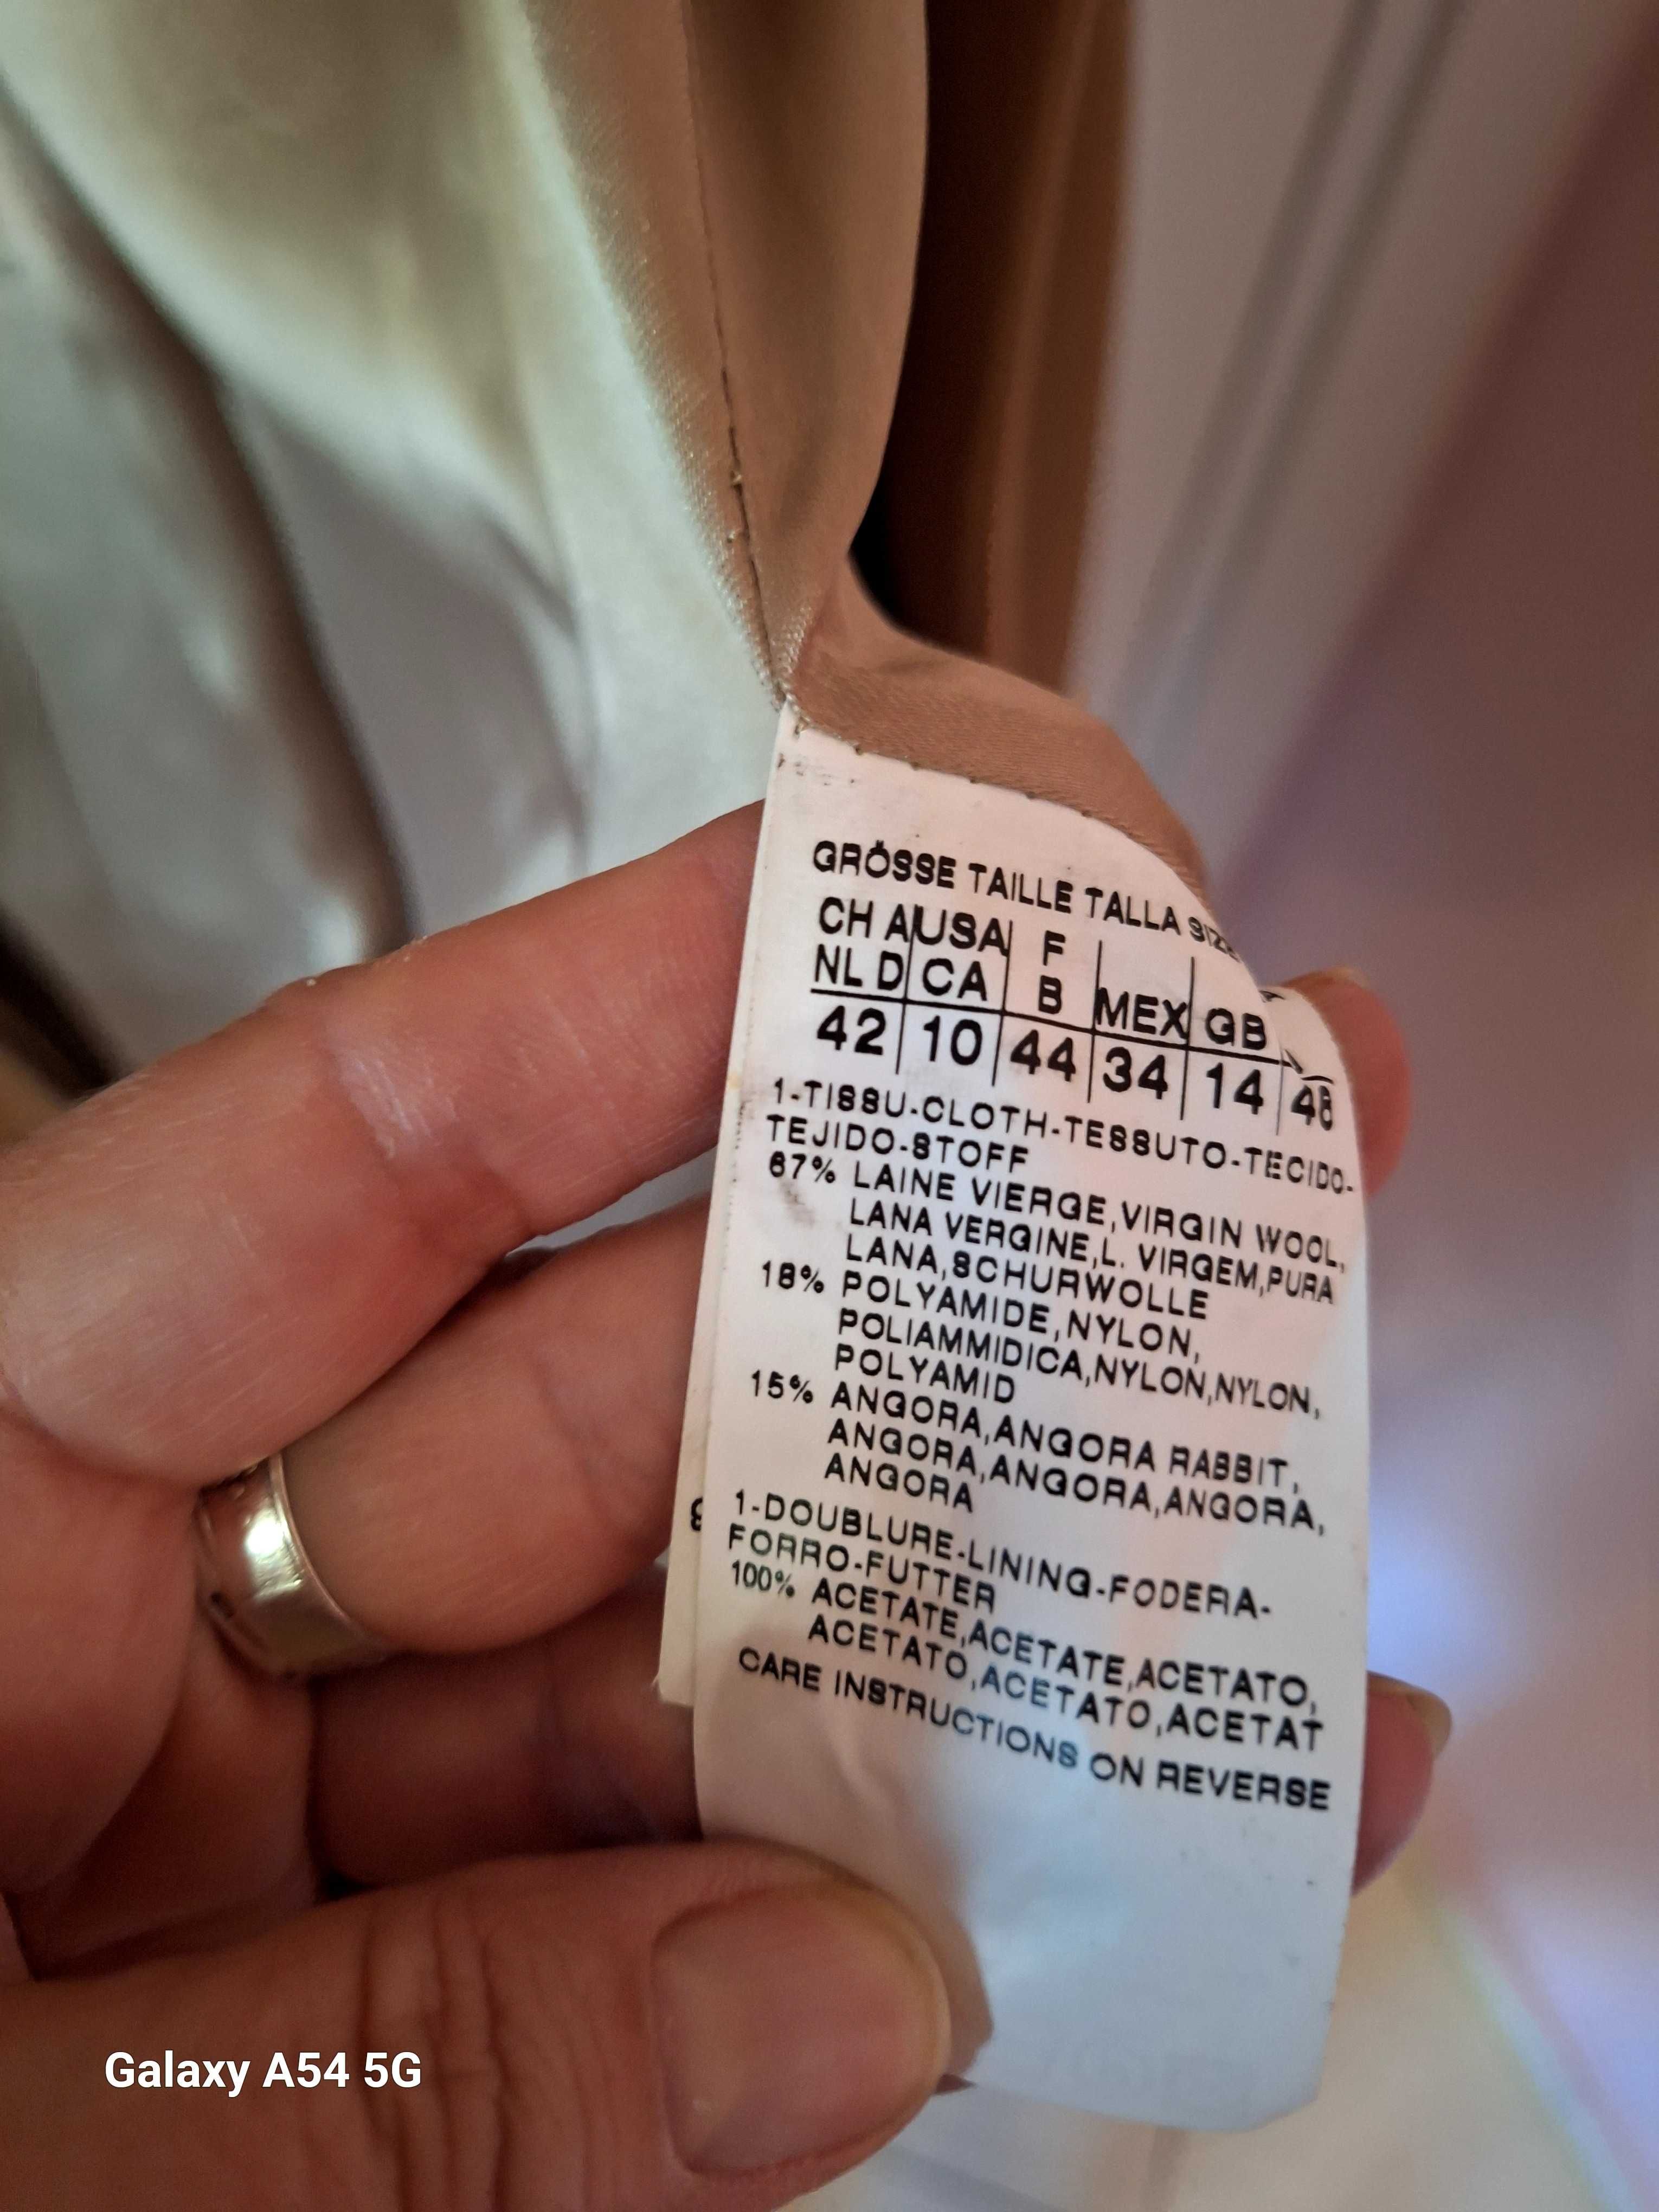 GRÖSSE TAILLE TALLA SIZE
CH A USA F
NL D CA B MEX GB
42 10 44 34 14 48
1-TISSU-CLOTH-TESSUTO-TECIDO-
TEJIDO-STOFF
67% LAINE VIERGE,VIRGIN WOOL,
LANA VERGINE,L. VIRGEM,PURA
LANA,SCHURWOLLE
18% POLYAMIDE,NYLON,
POLIAMMIDICA,NYLON,NYLON,
POLYAMID
15% ANGORA,ANGORA RABBIT,
ANGORA,ANGORA,ANGORA,
ANGORA
1-DOUBLURE-LINING-FODERA-
FORRO-FUTTER
100% ACETATE,ACETATE,ACETATO,
ACETATO,ACETATO,ACETAT
CARE INSTRUCTIONS ON REVERSE
Galaxy A54 5G